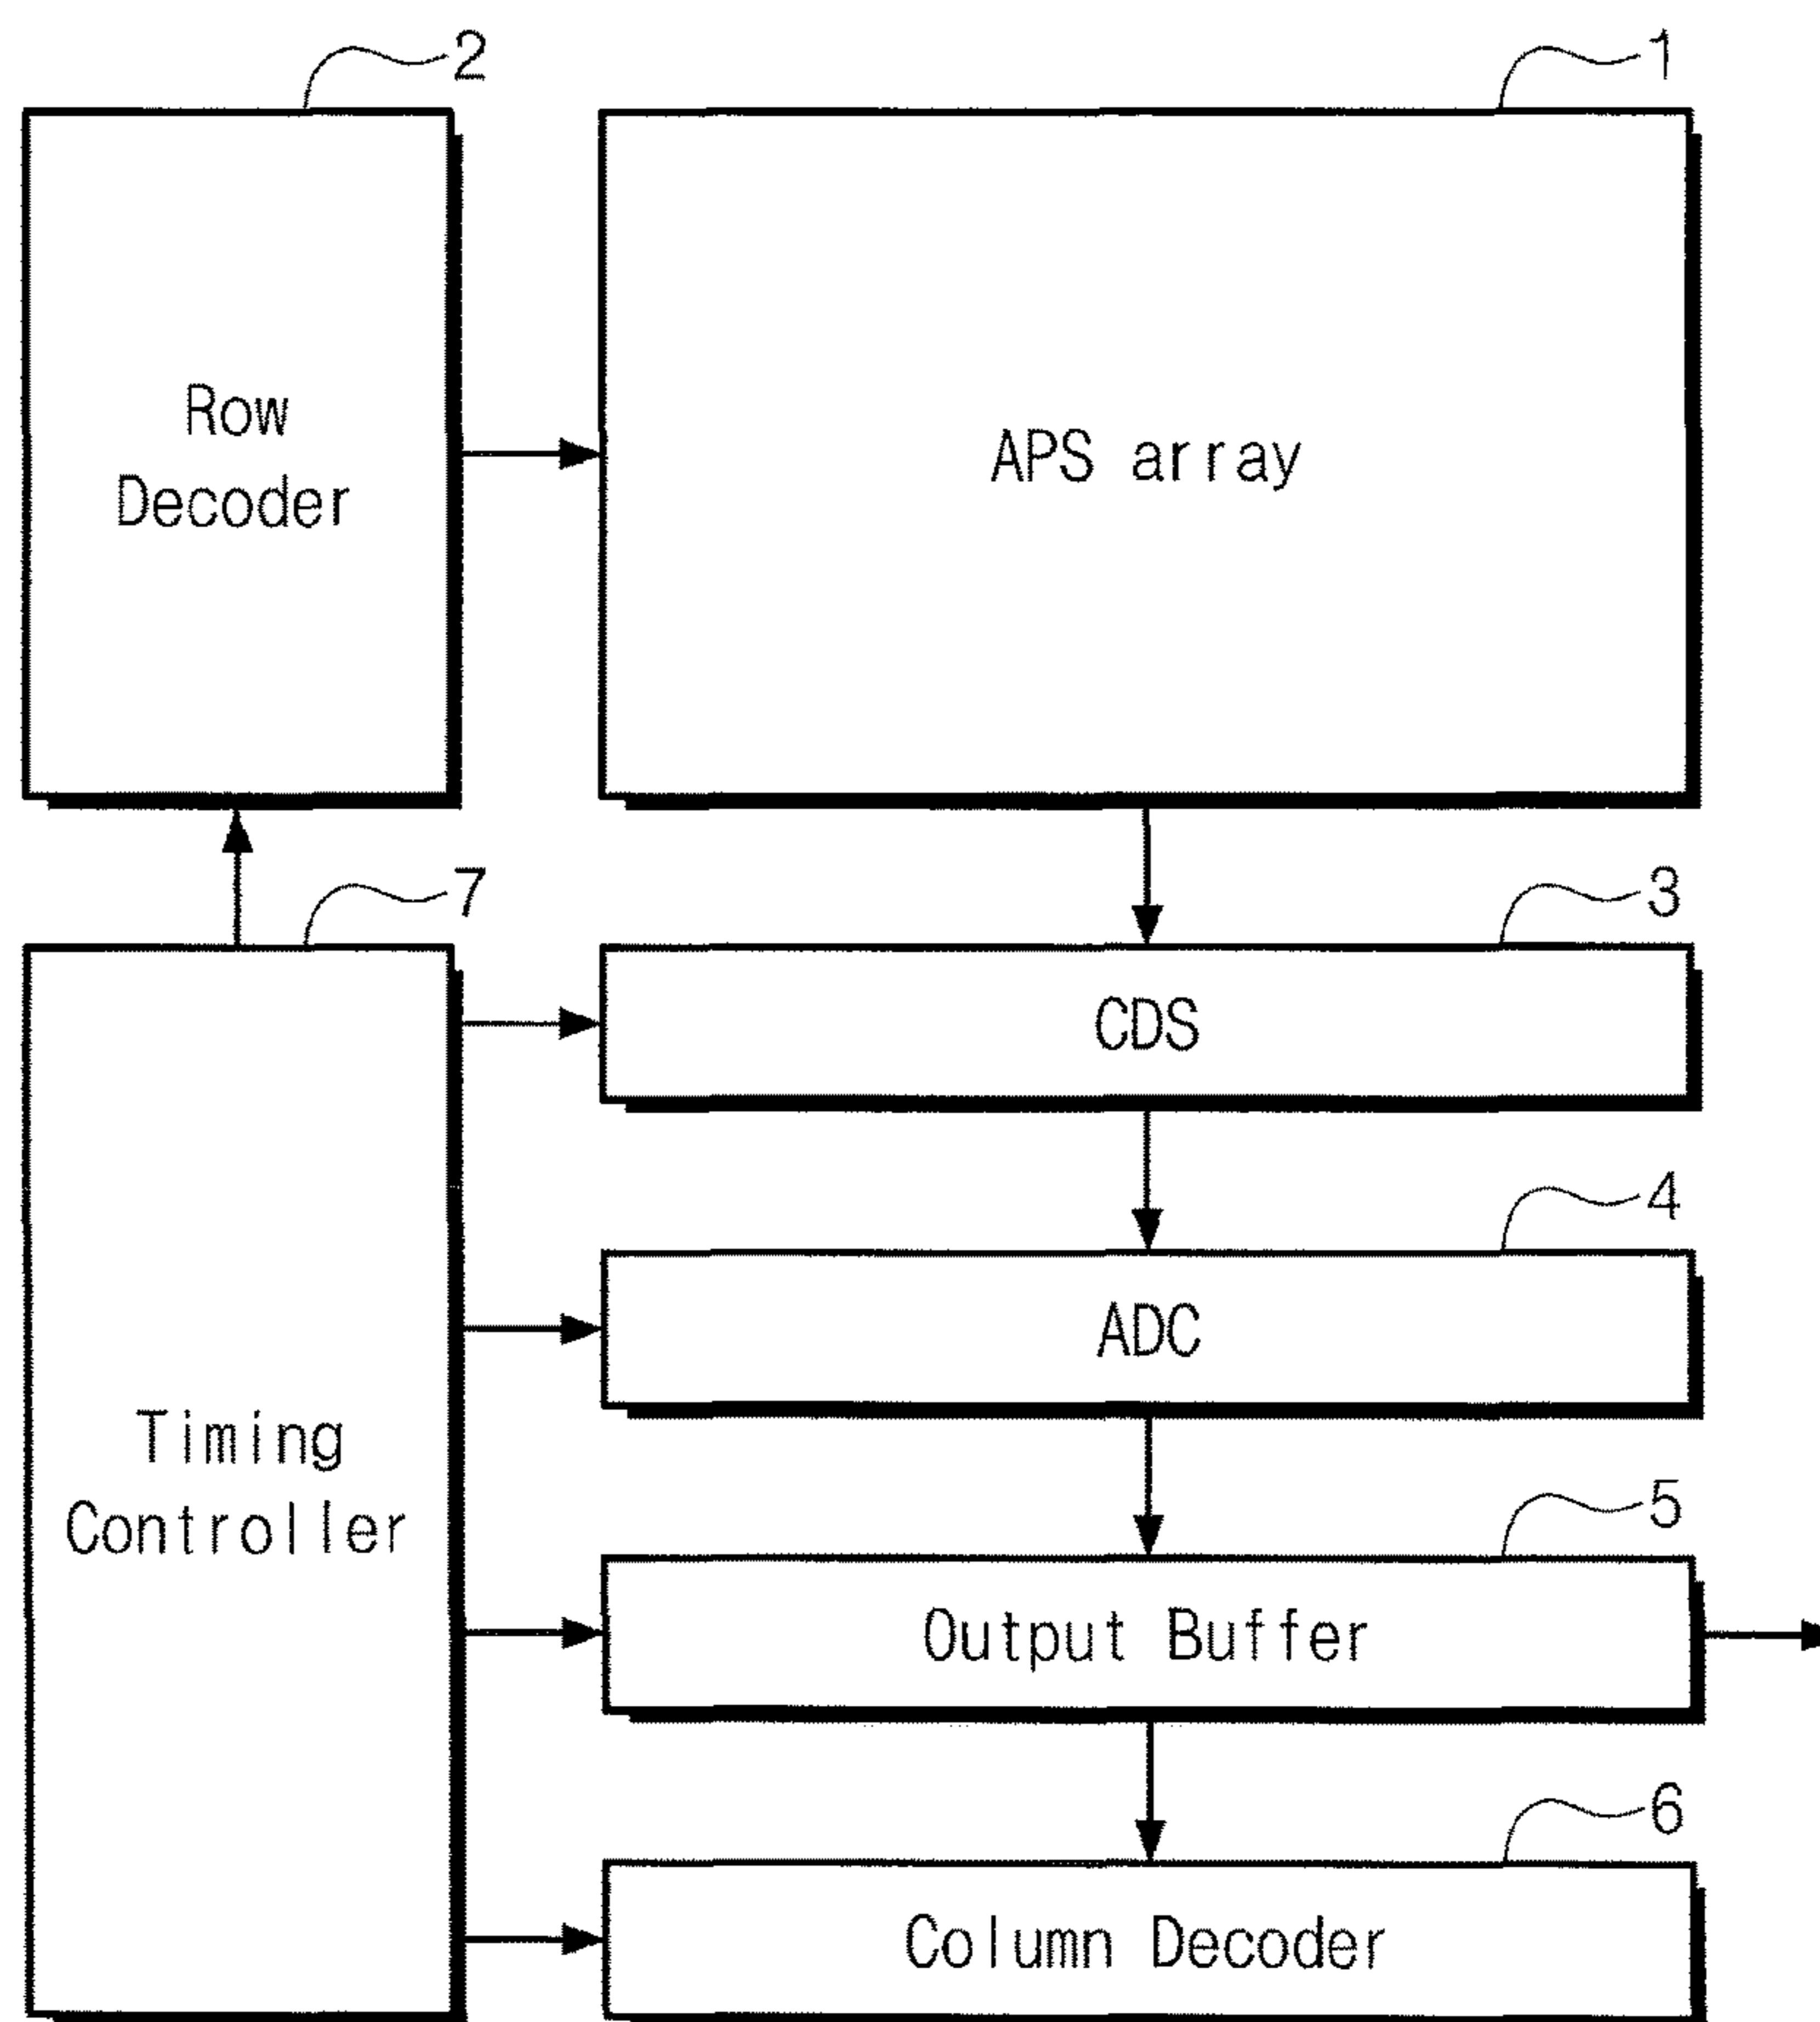 2
1
Row
Decoder
APS array
7
3
CDS
4
ADC
Timing
Controller
5
Output Buffer
6
Column Decoder